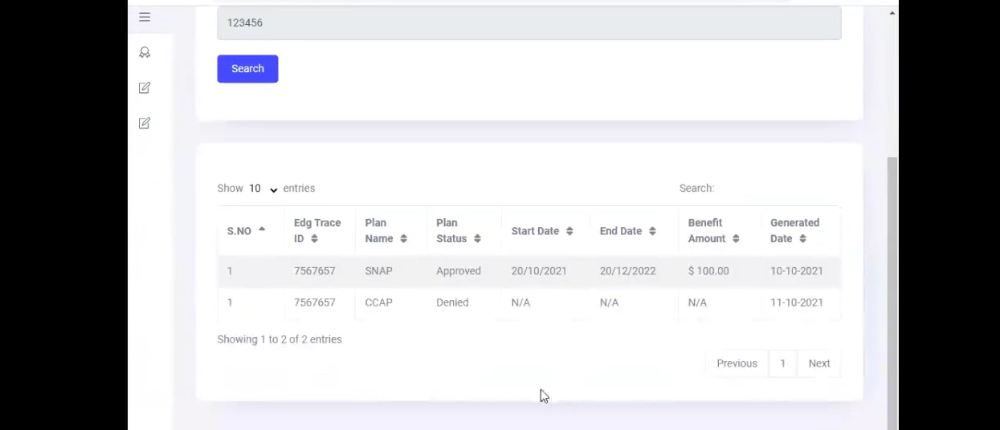 123456
Search
Show 10 entries Search:
S.NO Edg Trace ID Plan Name Plan Status Start Date End Date Benefit Amount Generated Date
1 7567657 SNAP Approved 20/10/2021 20/12/2022 $ 100.00 10-10-2021
1 7567657 CCAP Denied N/A N/A N/A 11-10-2021
Showing 1 to 2 of 2 entries
Previous 1 Next